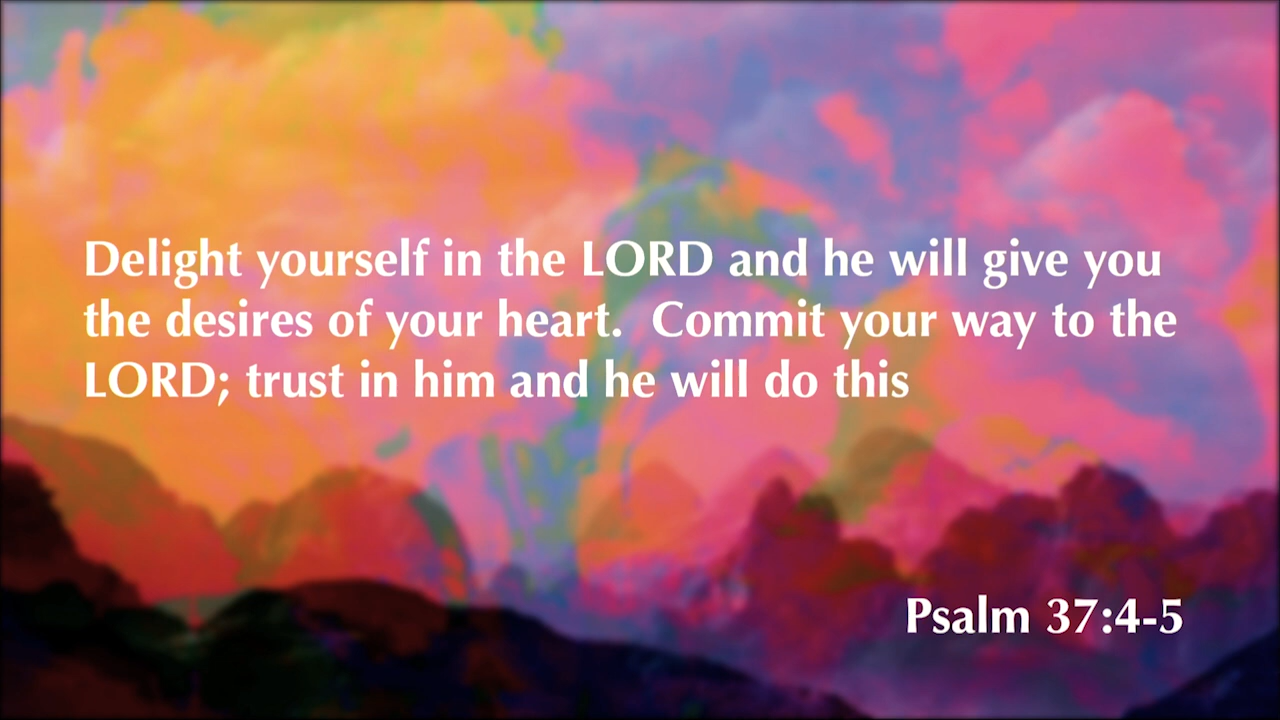 Delight yourself in the LORD and he will give you
the desires of your heart.  Commit your way to the
LORD; trust in him and he will do this
Psalm 37:4-5